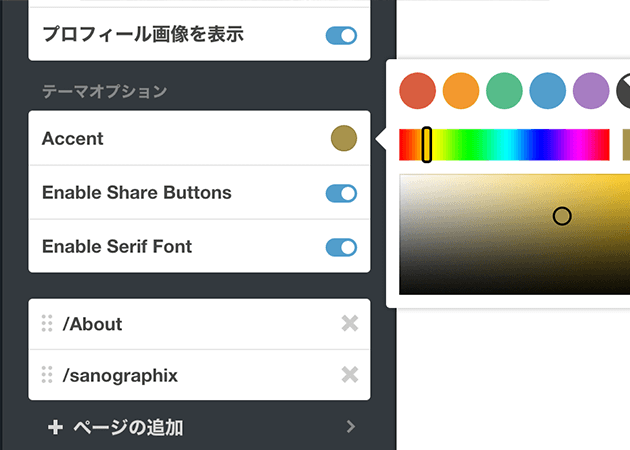 プロフィール画像を表示
テーマオプション
Accent
Enable Share Buttons
Enable Serif Font
/About
/sanographix
ページの追加